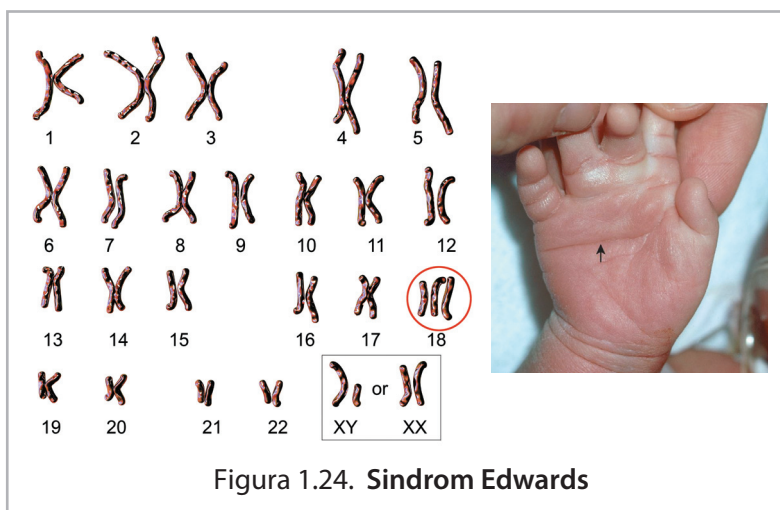 1 2 3 4 5
6 7 8 9 10 11 12
13 14 15 16 17 18
or
19 20 21 22 XY XX
Figura 1.24. Sindrom Edwards